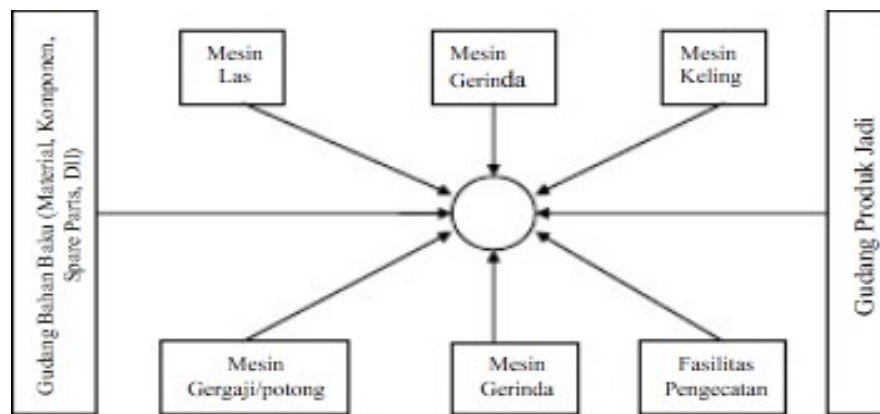 Gudang Bahan Baku (Material, Komponen,
Spare Parts, Dll)
Mesin
Las
Mesin
Gerinda
Mesin
Keling
Mesin
Gergaji/potong
Mesin
Gerinda
Fasilitas
Pengecatan
Gudang Produk Jadi